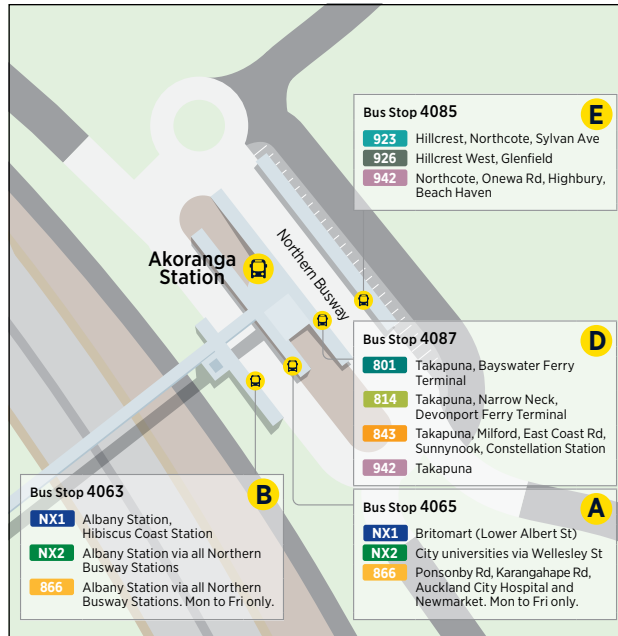 Bus Stop 4085
E
923 Hillcrest, Northcote, Sylvan Ave
926 Hillcrest West, Glenfield
942 Northcote, Onewa Rd, Highbury,
Beach Haven
Akoranga
Station
Northern Busway
Bus Stop 4087
D
801 Takapuna, Bayswater Ferry
Terminal
814 Takapuna, Narrow Neck,
Devonport Ferry Terminal
843 Takapuna, Milford, East Coast Rd,
Sunnynook, Constellation Station
942 Takapuna
Bus Stop 4063
B
NX1 Albany Station,
Hibiscus Coast Station
NX2 Albany Station via all Northern
Busway Stations
866 Albany Station via all Northern
Busway Stations. Mon to Fri only.
Bus Stop 4065
A
NX1 Britomart (Lower Albert St)
NX2 City universities via Wellesley St
866 Ponsonby Rd, Karangahape Rd,
Auckland City Hospital and
Newmarket. Mon to Fri only.